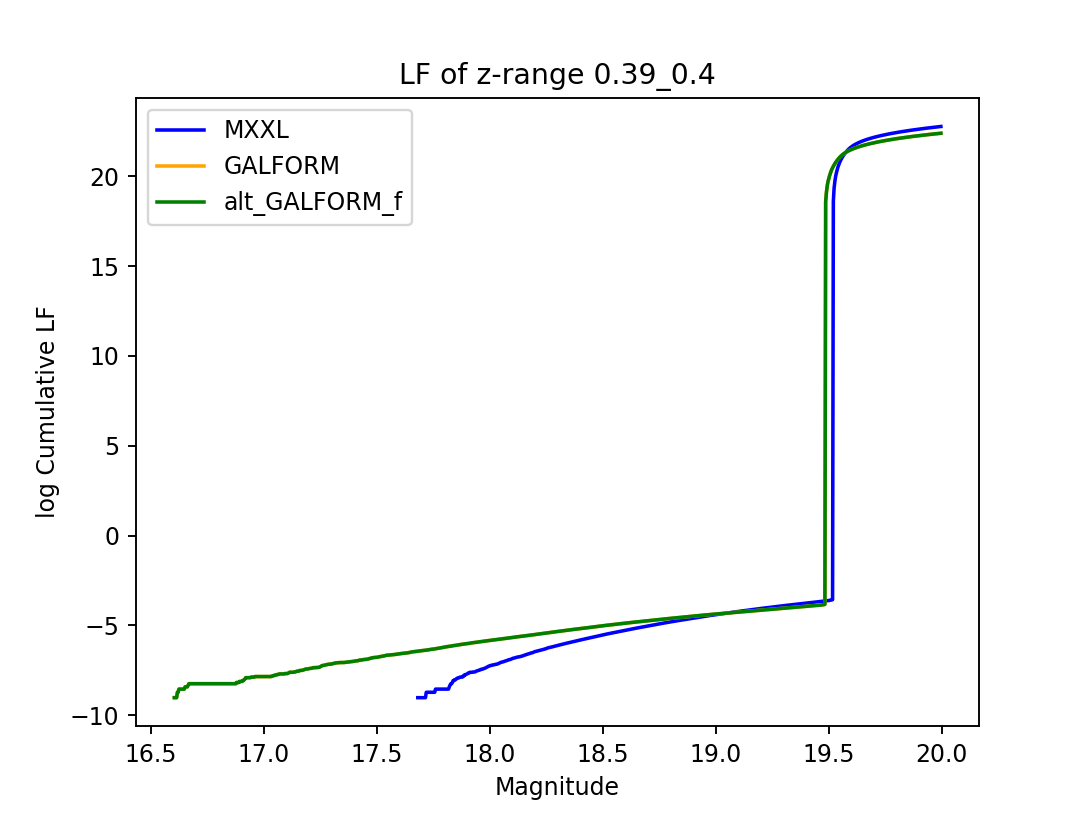 LF of z-range 0.39_0.4
MXXL
GALFORM
alt_GALFORM_f
log Cumulative LF
20
15
10
5
0
−5
−10
16.5 17.0 17.5 18.0 18.5 19.0 19.5 20.0
Magnitude